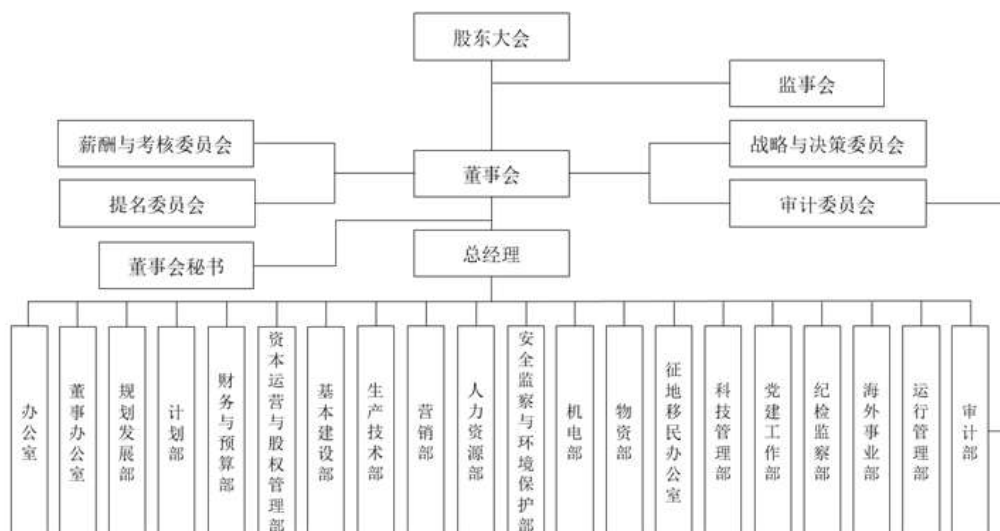 股东大会
监事会
薪酬与考核委员会
战略与决策委员会
董事会
提名委员会
审计委员会
总经理
董事会秘书
办公室
董事办公室
规划发展部
计划部
财务与预算部
资本运营与股权管理部
基本建设部
生产技术部
营销部
人力资源部
安全监察与环境保护部
机电部
物资部
征地移民办公室
科技管理部
党建工作部
纪检监察部
海外事业部
运行管理部
审计部